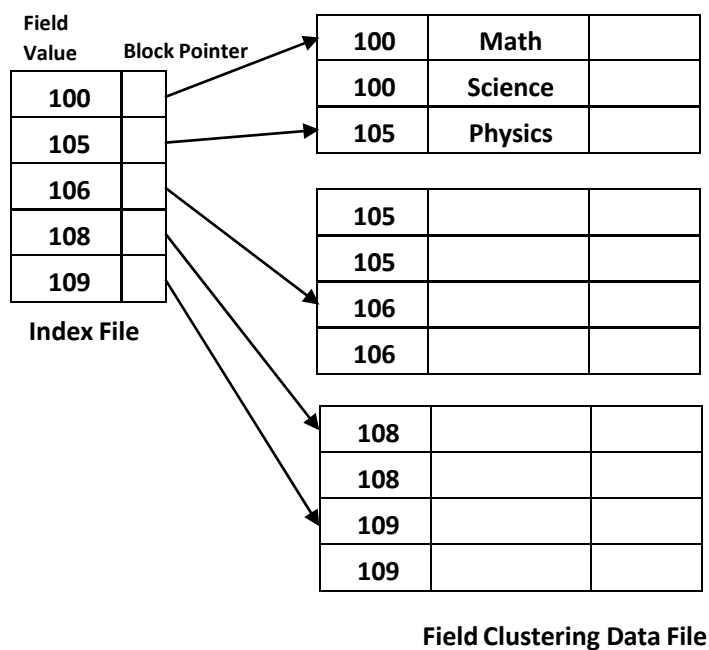 Field
Value Block Pointer
100
105
106
108
109
Index File
100 Math
100 Science
105 Physics
105
105
106
106
108
108
109
109
Field Clustering Data File